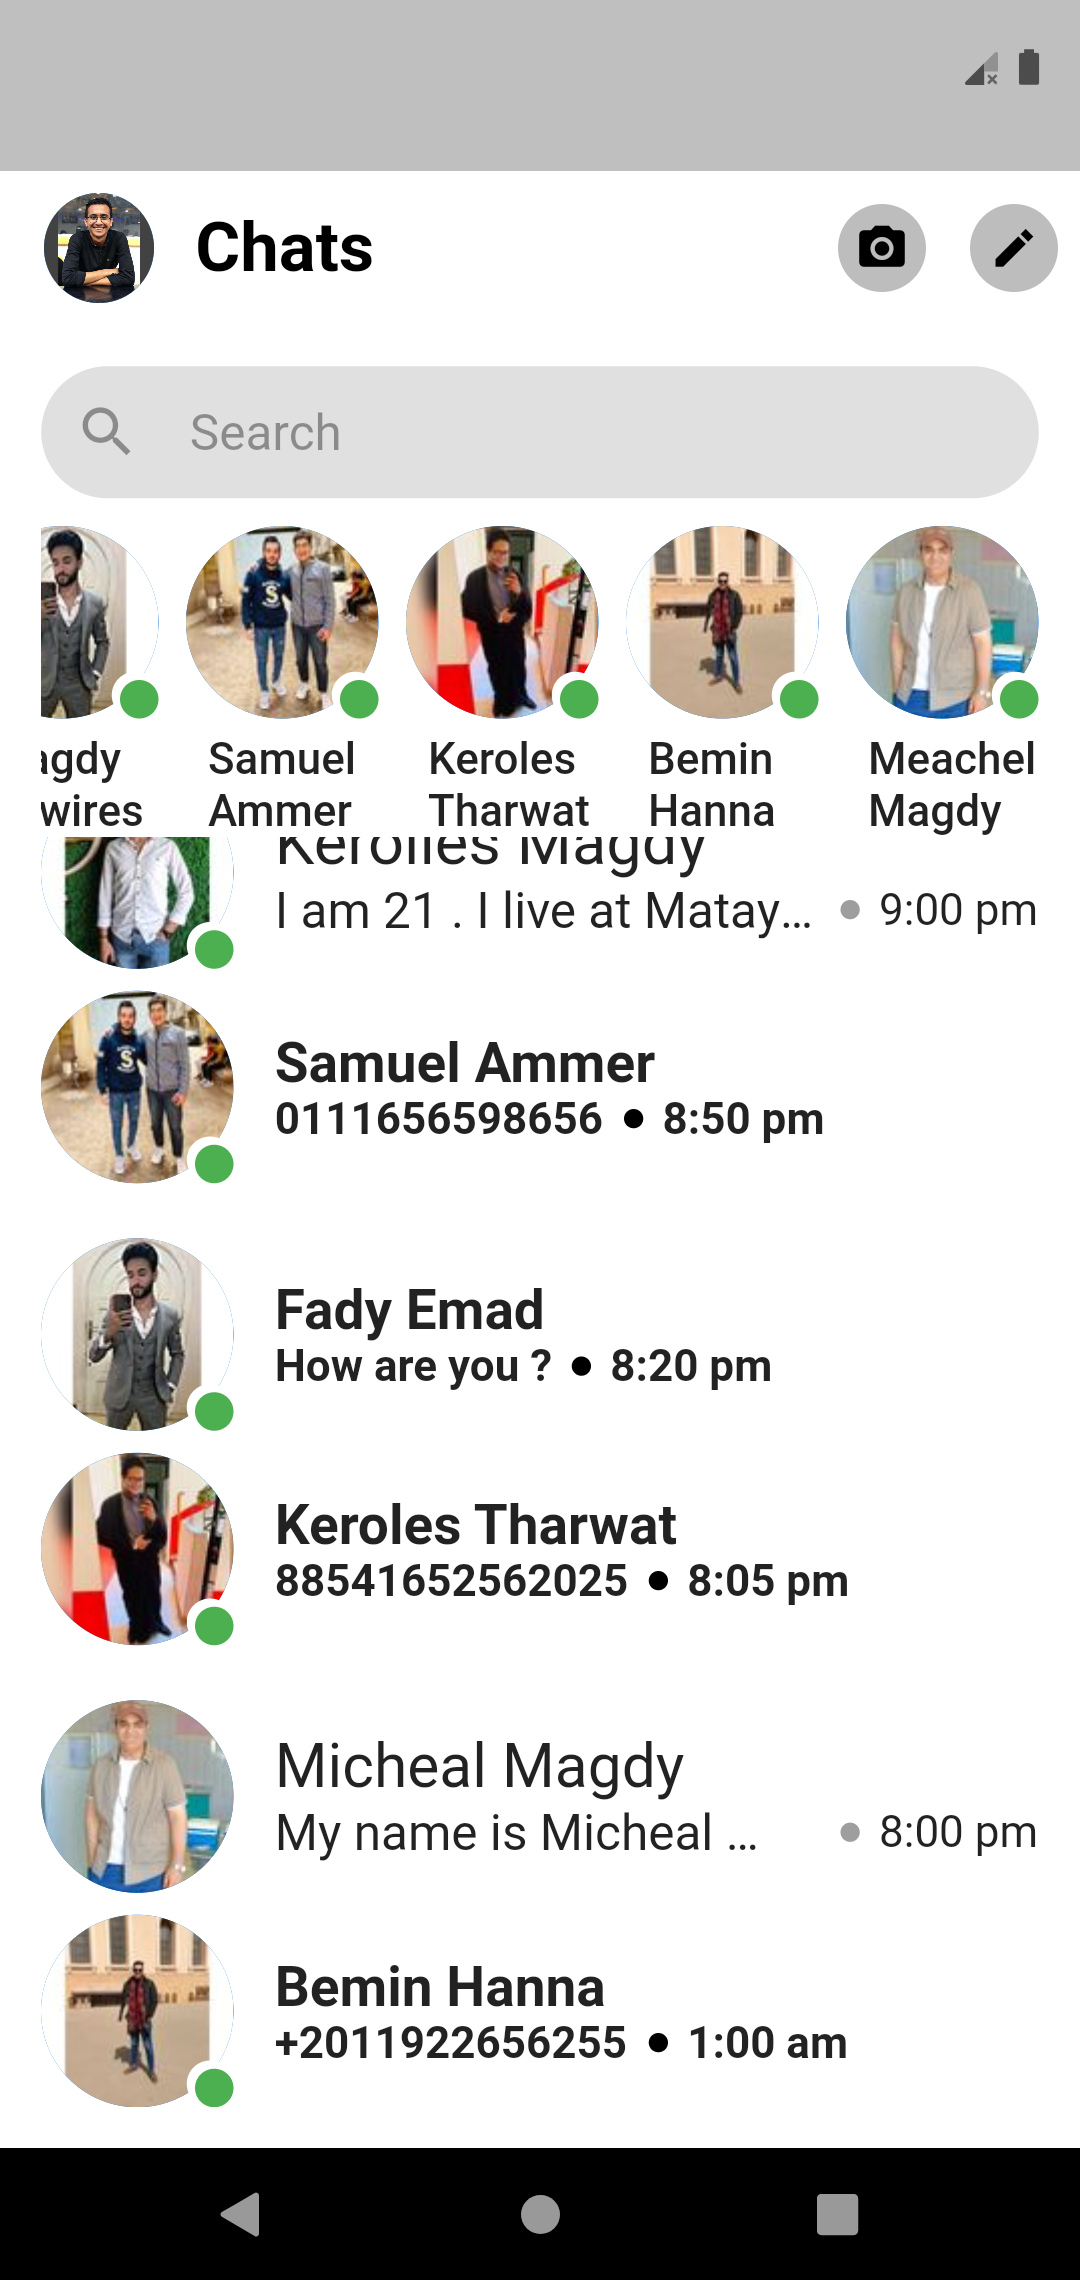 Chats
Search
agdy
wires
Samuel
Ammer
Keroles
Tharwat
Bemin
Hanna
Meachel
Magdy
Kerolles Magdy
I am 21 . I live at Matay... 9:00 pm
Samuel Ammer
0111656598656 ● 8:50 pm
Fady Emad
How are you ? ● 8:20 pm
Keroles Tharwat
88541652562025 ● 8:05 pm
Micheal Magdy
My name is Micheal ... ● 8:00 pm
Bemin Hanna
+2011922656255 ● 1:00 am